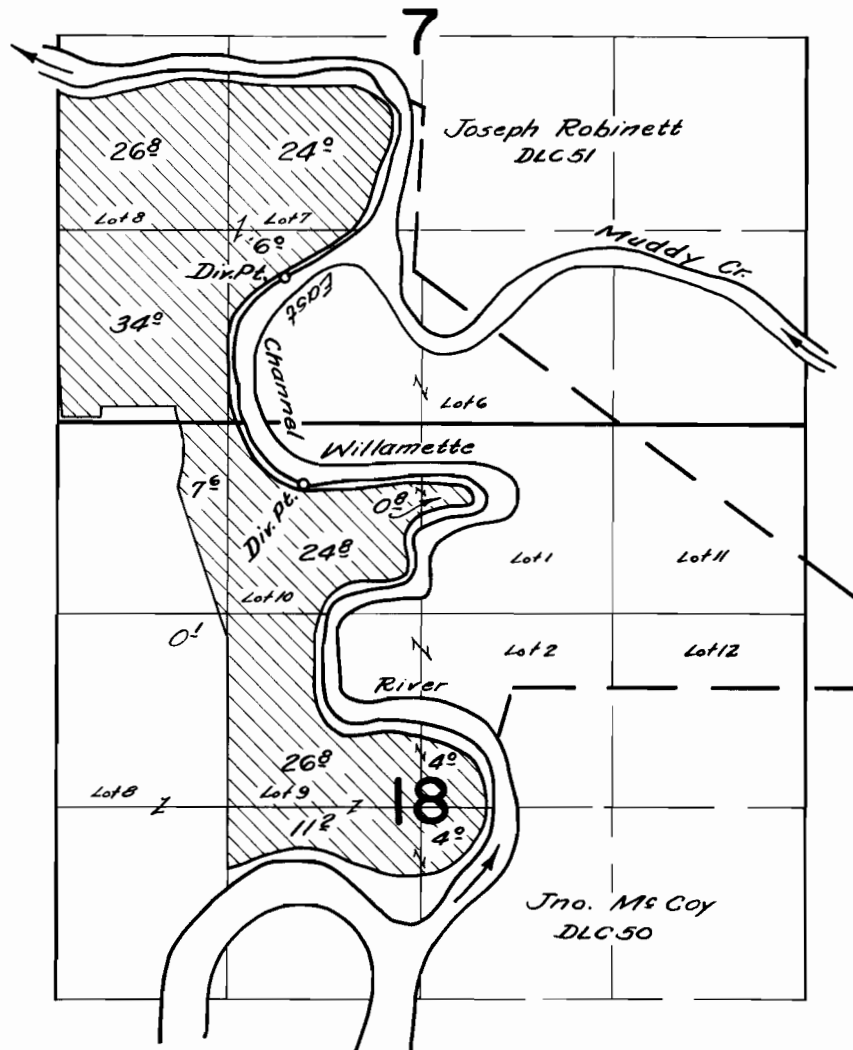 7
Joseph Robinett
DLC 51
26⁸
24⁰
Lot 8
Lot 7
6⁰
Muddy Cr.
Div. Pt.
East
34⁰
Channel
Lot 6
Willamette
7⁶
0⁸
Div. pt.
24⁸
Lot 1
Lot 11
Lot 10
0¹
Lot 2
Lot 12
River
26⁸
4⁰
Lot 8
Lot 9
18
11²
4⁰
Jno. Mc Coy
DLC 50